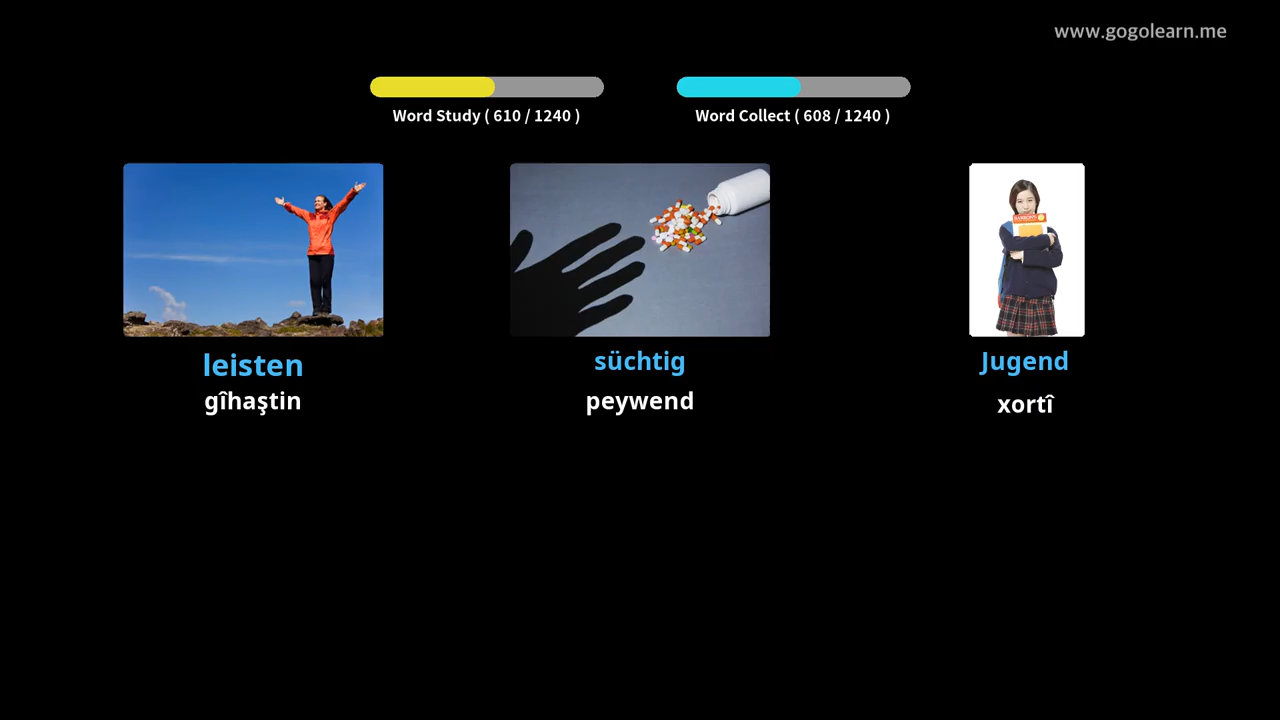 www.gogolearn.me
Word Study ( 610 / 1240 )
Word Collect ( 608 / 1240 )
leisten
gîhaştin
süchtig
peywend
Jugend
xortî